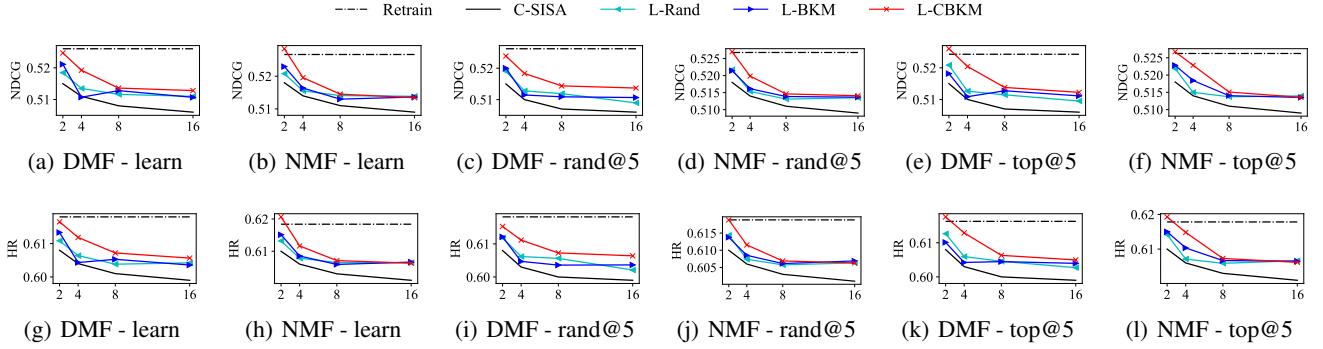 Retrain C-SISA L-Rand L-BKM L-CBKM
NDCG 0.52 0.51 2 4 8 16
NDCG 0.52 0.51 2 4 8 16
NDCG 0.52 0.51 2 4 8 16
NDCG 0.525 0.520 0.515 0.510 2 4 8 16
NDCG 0.52 0.51 2 4 8 16
NDCG 0.525 0.520 0.515 0.510 2 4 8 16
(a) DMF - learn (b) NMF - learn (c) DMF - rand@5 (d) NMF - rand@5 (e) DMF - top@5 (f) NMF - top@5
HR 0.61 0.60 2 4 8 16
HR 0.62 0.61 2 4 8 16
HR 0.61 0.60 2 4 8 16
HR 0.615 0.605 2 4 8 16
HR 0.61 0.60 2 4 8 16
HR 0.62 0.61 2 4 8 16
(g) DMF - learn (h) NMF - learn (i) DMF - rand@5 (j) NMF - rand@5 (k) DMF - top@5 (l) NMF - top@5